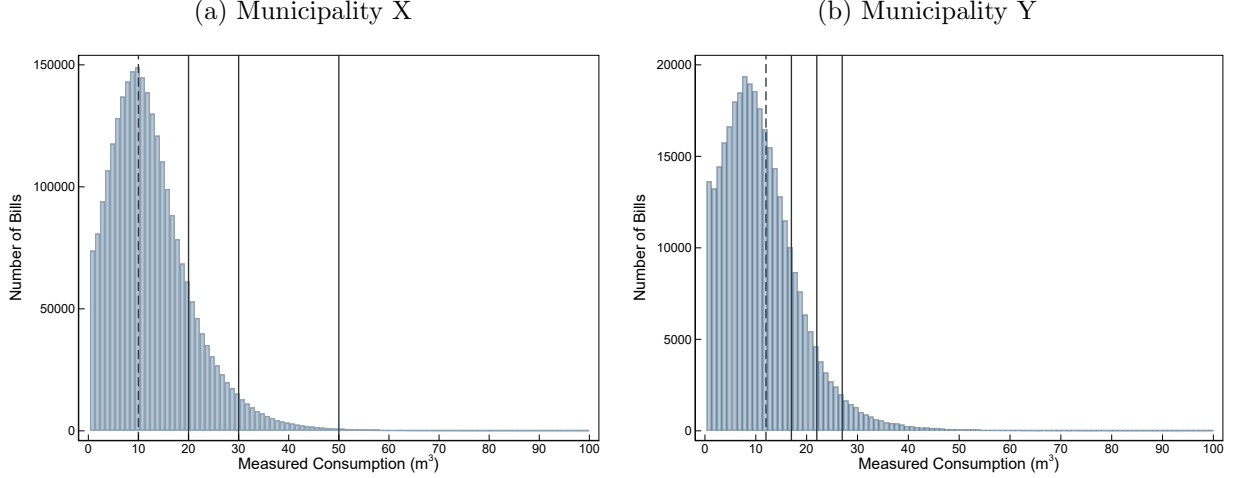 (a) Municipality X
150000
100000
50000
0
Number of Bills
0 10 20 30 40 50 60 70 80 90 100
Measured Consumption (m³)
(b) Municipality Y
20000
15000
10000
5000
0
Number of Bills
0 10 20 30 40 50 60 70 80 90 100
Measured Consumption (m³)